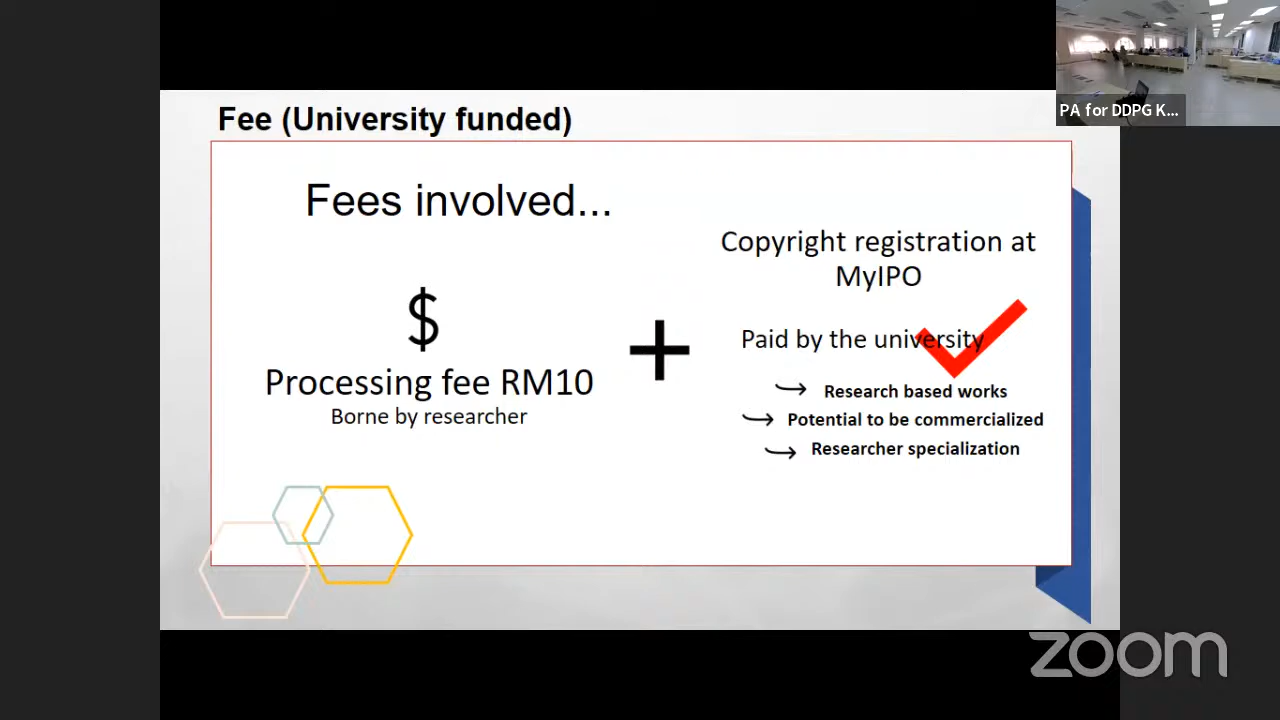 PA for DDPG K...
Fee (University funded)
Fees involved...
$
Processing fee RM10
Borne by researcher
+
Copyright registration at
MyIPO
Paid by the university
Research based works
Potential to be commercialized
Researcher specialization
zoom